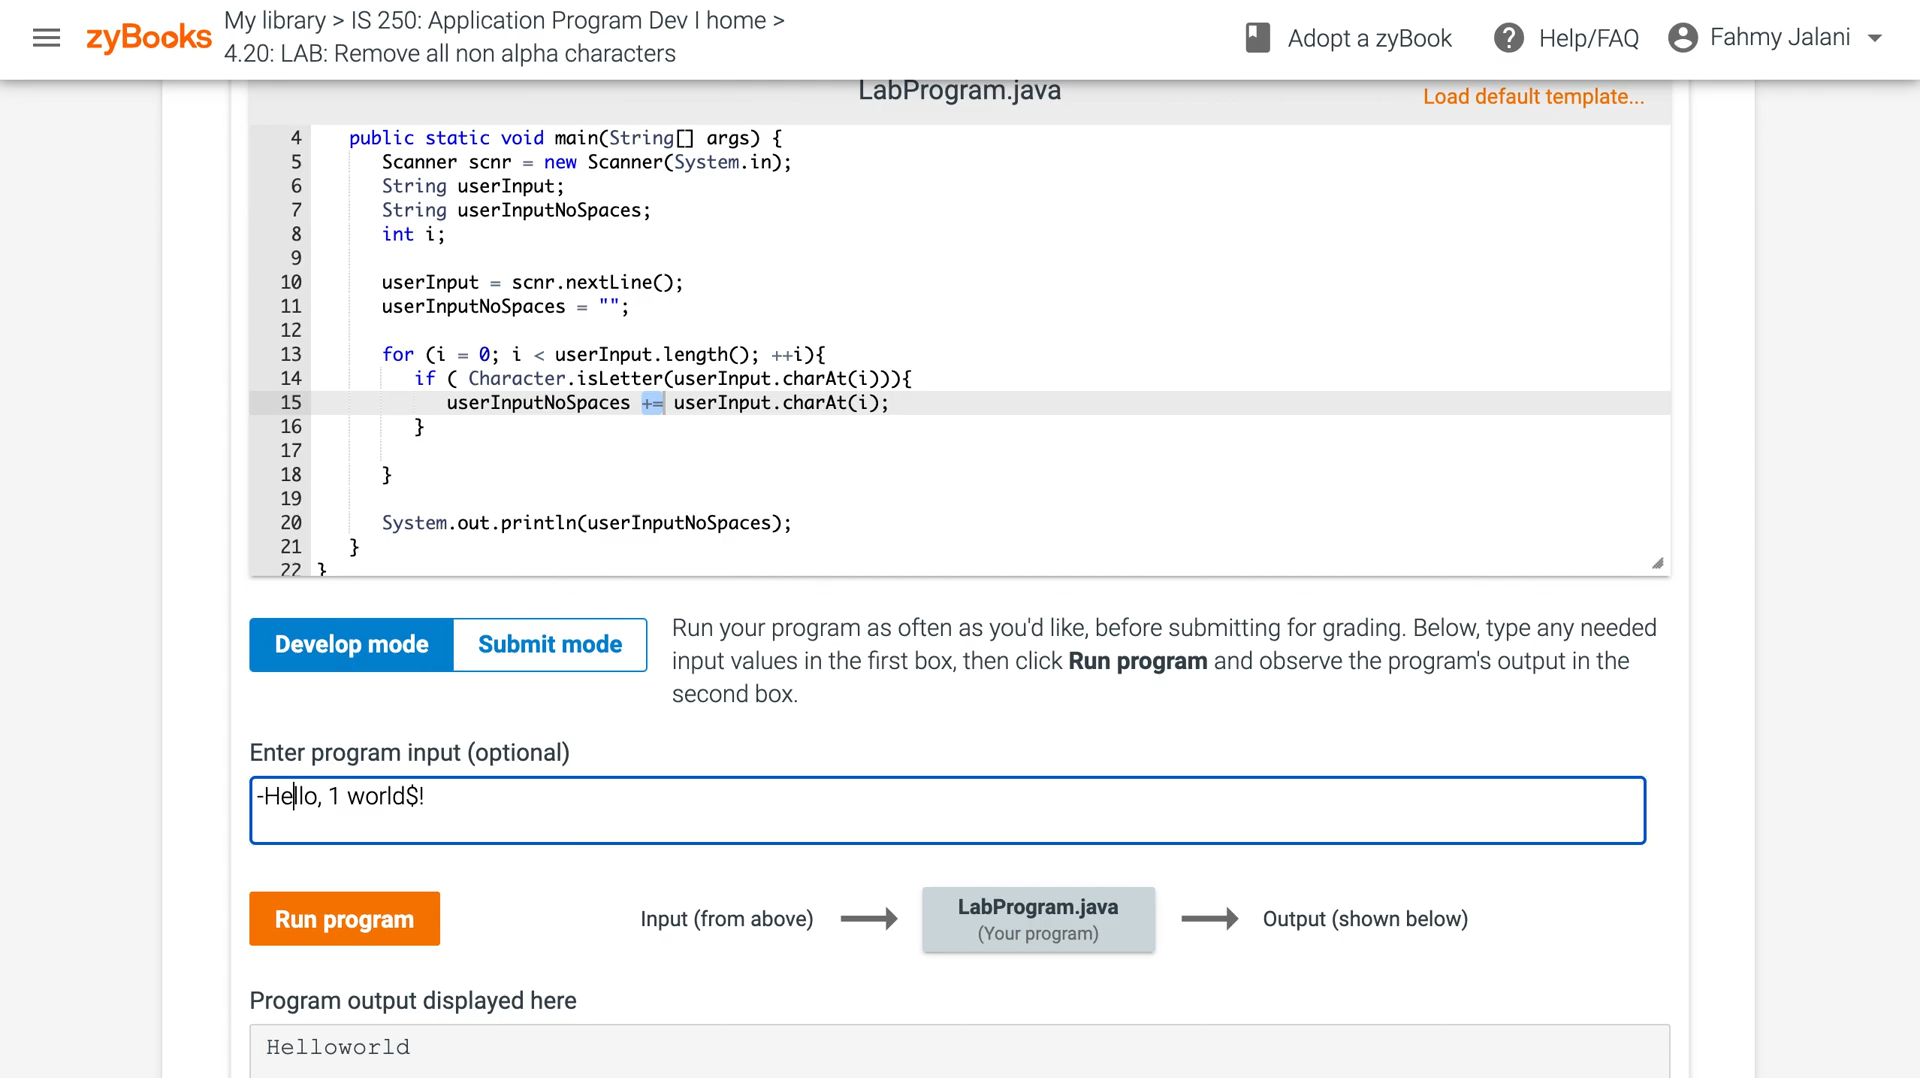 zyBooks
My library > IS 250: Application Program Dev I home >
4.20: LAB: Remove all non alpha characters
Adopt a zyBook
Help/FAQ
Fahmy Jalani
LabProgram.java
Load default template...
4 public static void main(String[] args) {
5 Scanner scnr = new Scanner(System.in);
6 String userInput;
7 String userInputNoSpaces;
8 int i;
9
10 userInput = scnr.nextLine();
11 userInputNoSpaces = "";
12
13 for (i = 0; i < userInput.length(); ++i){
14 if ( Character.isLetter(userInput.charAt(i))){
15 userInputNoSpaces += userInput.charAt(i);
16 }
17
18 }
19
20 System.out.println(userInputNoSpaces);
21 }
22 }
Develop mode
Submit mode
Run your program as often as you'd like, before submitting for grading. Below, type any needed
input values in the first box, then click Run program and observe the program's output in the
second box.
Enter program input (optional)
-Hello, 1 world$!
Run program
Input (from above)
LabProgram.java
(Your program)
Output (shown below)
Program output displayed here
Helloworld